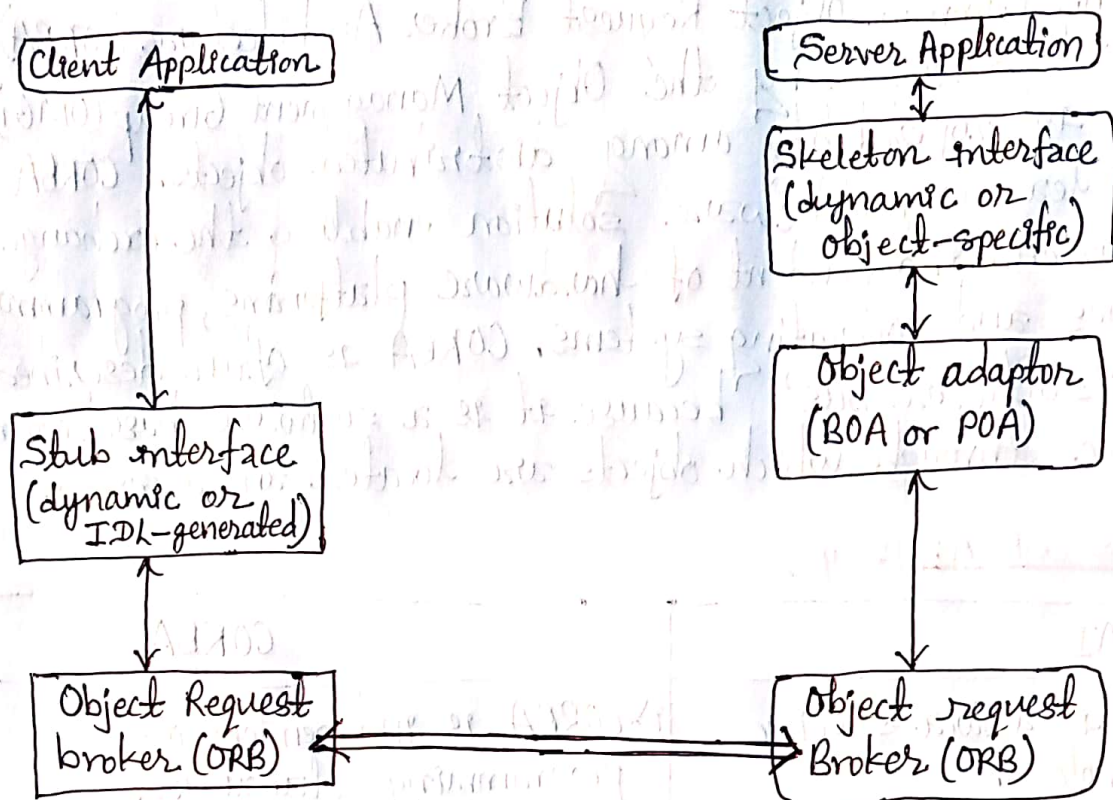 Client Application
Server Application
Skeleton interface
(dynamic or
object-specific)
Object adaptor
(BOA or POA)
Stub interface
(dynamic or
IDL-generated)
Object Request
broker (ORB)
Object request
Broker (ORB)